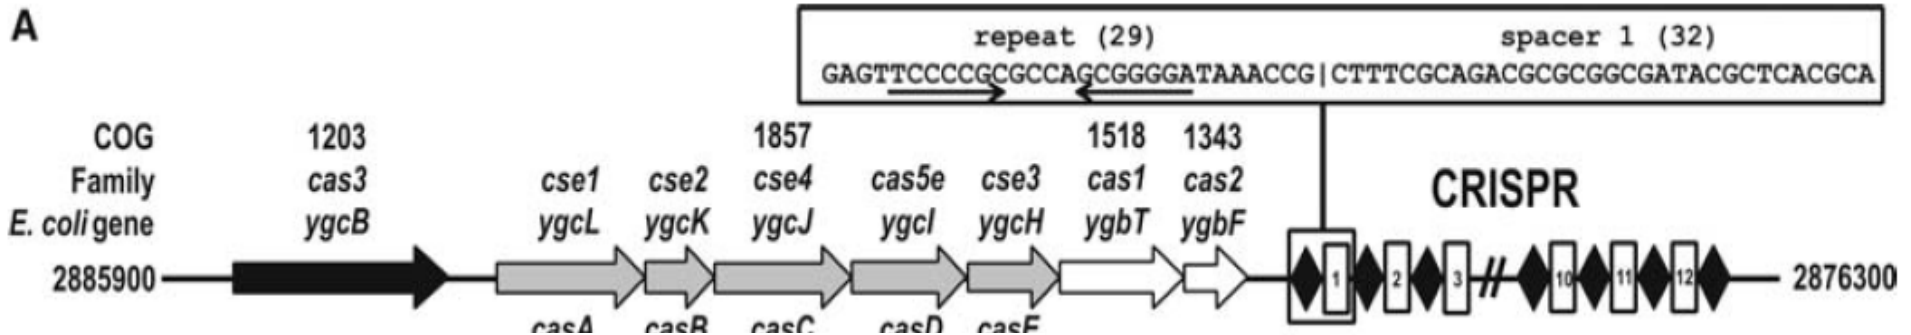 A
repeat (29) spacer 1 (32)
GAGTTCCCCGCGCCAGCGGGGATAAACCG|CTTTCGCAGACGCGCGGCGATACGCTCACGCA
COG 1203 1857 1518 1343
Family cas3 cse1 cse2 cse4 cas5e cse3 cas1 cas2
CRISPR
E. coli gene ygcB ygcL ygcK ygcJ ygcI ygcH ygbT ygbF
2885900 1 2 3 // 10 11 12 2876300
casA casB casC casD casE